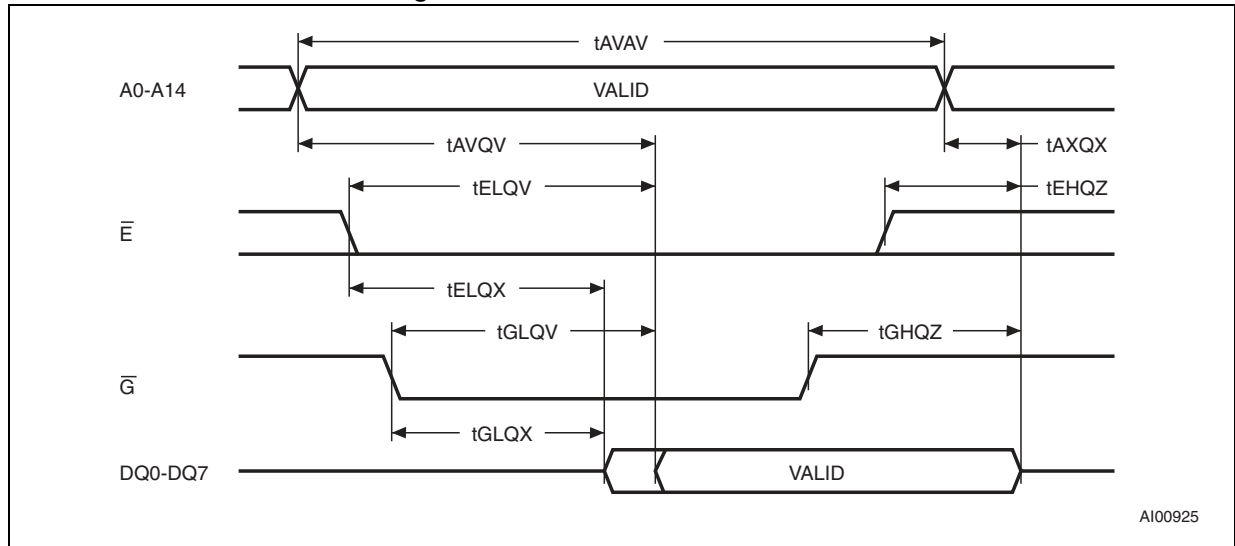 tAVAV
A0-A14
VALID
tAVQV
tAXQX
tELQV
tEHQZ
E̅
tELQX
tGLQV
tGHQZ
G̅
tGLQX
DQ0-DQ7
VALID
AI00925